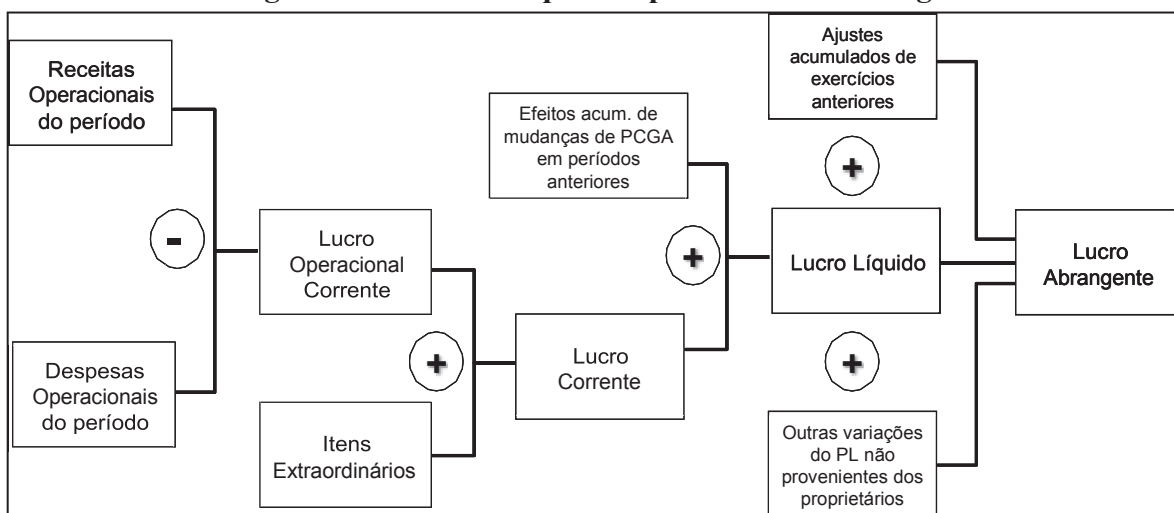 Receitas
Operacionais
do período
-
Despesas
Operacionais
do período
Lucro
Operacional
Corrente
+
Itens
Extraordinários
Efeitos acum. de
mudanças de PCGA
em períodos
anteriores
+
Lucro
Corrente
Ajustes
acumulados de
exercícios
anteriores
+
Lucro Líquido
+
Outras variações
do PL não
provenientes dos
proprietários
Lucro
Abrangente